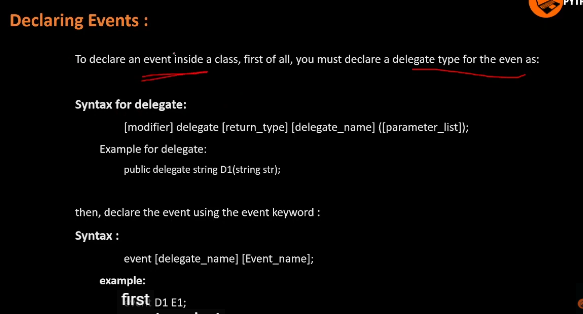 Declaring Events :
To declare an event inside a class, first of all, you must declare a delegate type for the even as:
Syntax for delegate:
[modifier] delegate [return_type] [delegate_name] ([parameter_list]);
Example for delegate:
public delegate string D1(string str);
then, declare the event using the event keyword :
Syntax :
event [delegate_name] [Event_name];
example:
first D1 E1;